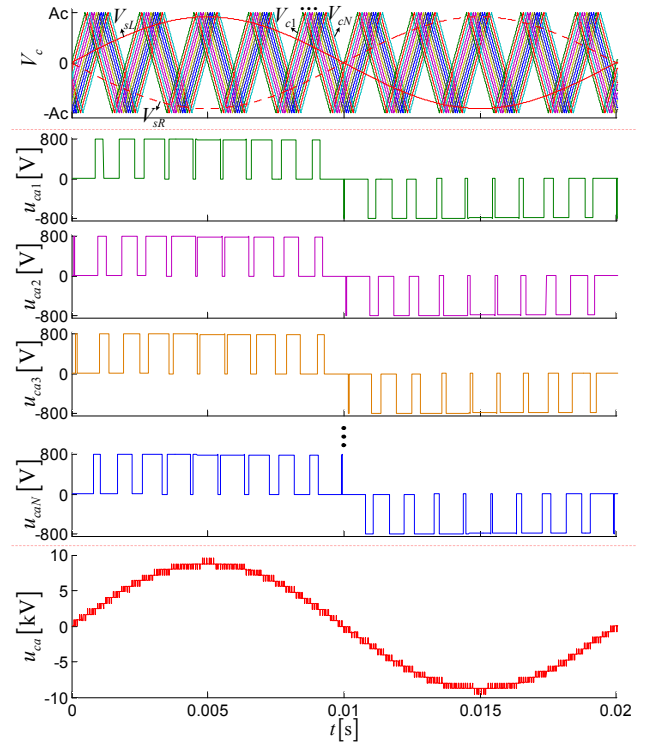 Ac
V_sL
V_c1
...
V_cN
V_c
0
-Ac
V_sR
800
u_ca1 [V]
0
-800
800
u_ca2 [V]
0
-800
800
u_ca3 [V]
0
-800
800
u_caN [V]
0
-800
10
5
u_ca [kV]
0
-5
-10
0
0.005
0.01
0.015
0.02
t [s]